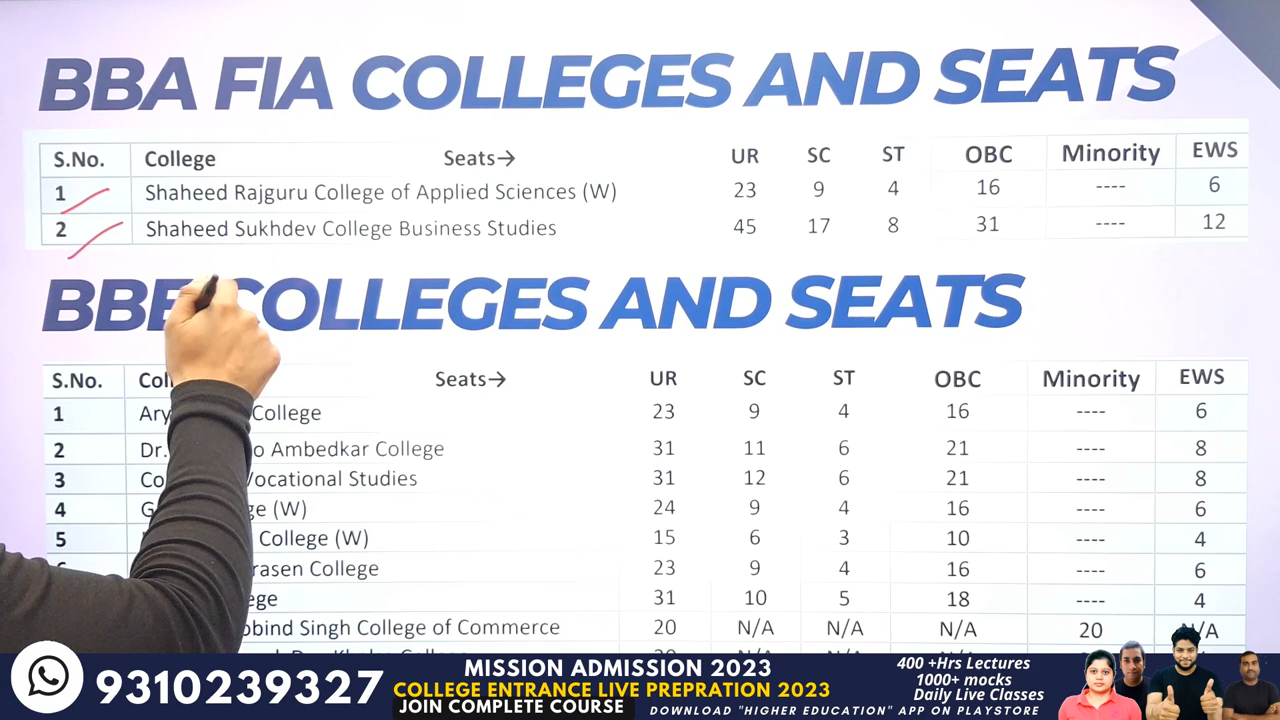 BBA FIA COLLEGES AND SEATS
S.No. College Seats→ UR SC ST OBC Minority EWS
1 Shaheed Rajguru College of Applied Sciences (W) 23 9 4 16 ---- 6
2 Shaheed Sukhdev College Business Studies 45 17 8 31 ---- 12
BBE COLLEGES AND SEATS
S.No. Seats→ UR SC ST OBC Minority EWS
1 College 23 9 4 16 ---- 6
2 Ambedkar College 31 11 6 21 ---- 8
3 Vocational Studies 31 12 6 21 ---- 8
4 (W) 24 9 4 16 ---- 6
5 College (W) 15 6 3 10 ---- 4
College 23 9 4 16 ---- 6
31 10 5 18 ---- 4
Singh College of Commerce 20 N/A N/A N/A 20 N/A
9310239327
MISSION ADMISSION 2023
COLLEGE ENTRANCE LIVE PREPRATION 2023
JOIN COMPLETE COURSE
400 +Hrs Lectures
1000+ mocks
Daily Live Classes
DOWNLOAD "HIGHER EDUCATION" APP ON PLAYSTORE